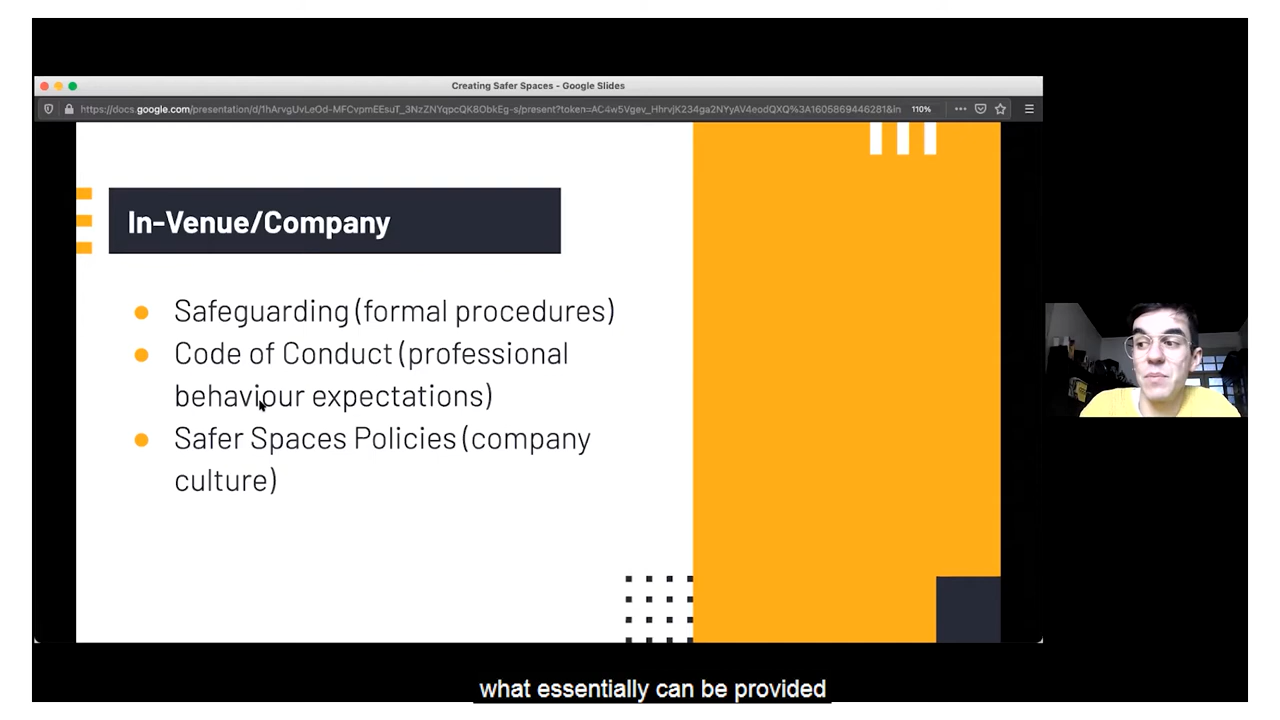 Creating Safer Spaces - Google Slides
110%
In-Venue/Company
Safeguarding (formal procedures)
Code of Conduct (professional
behaviour expectations)
Safer Spaces Policies (company
culture)
what essentially can be provided